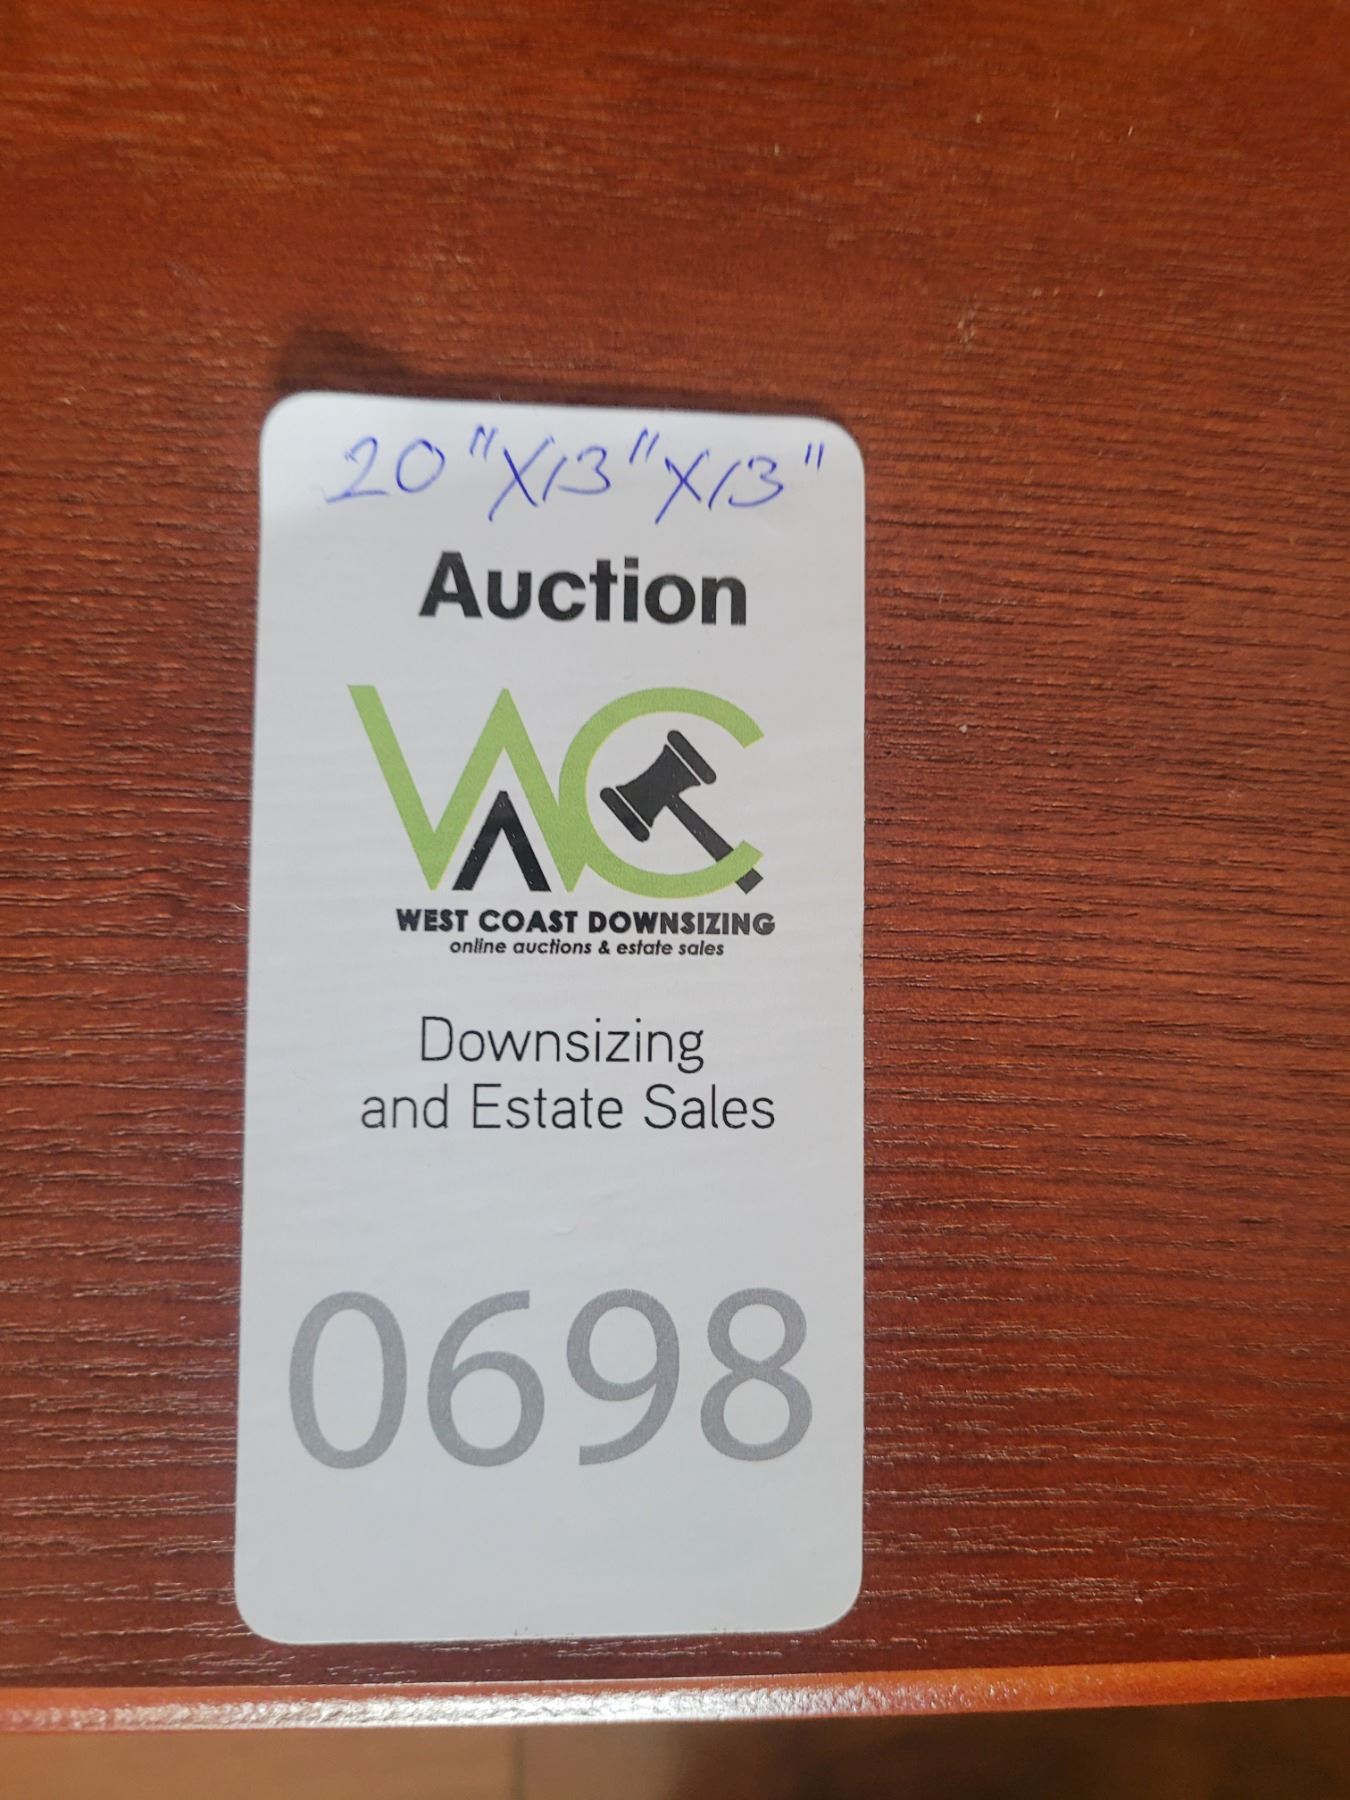 20"X13"X13"
Auction
WC
WEST COAST DOWNSIZING
online auctions & estate sales
Downsizing
and Estate Sales
0698